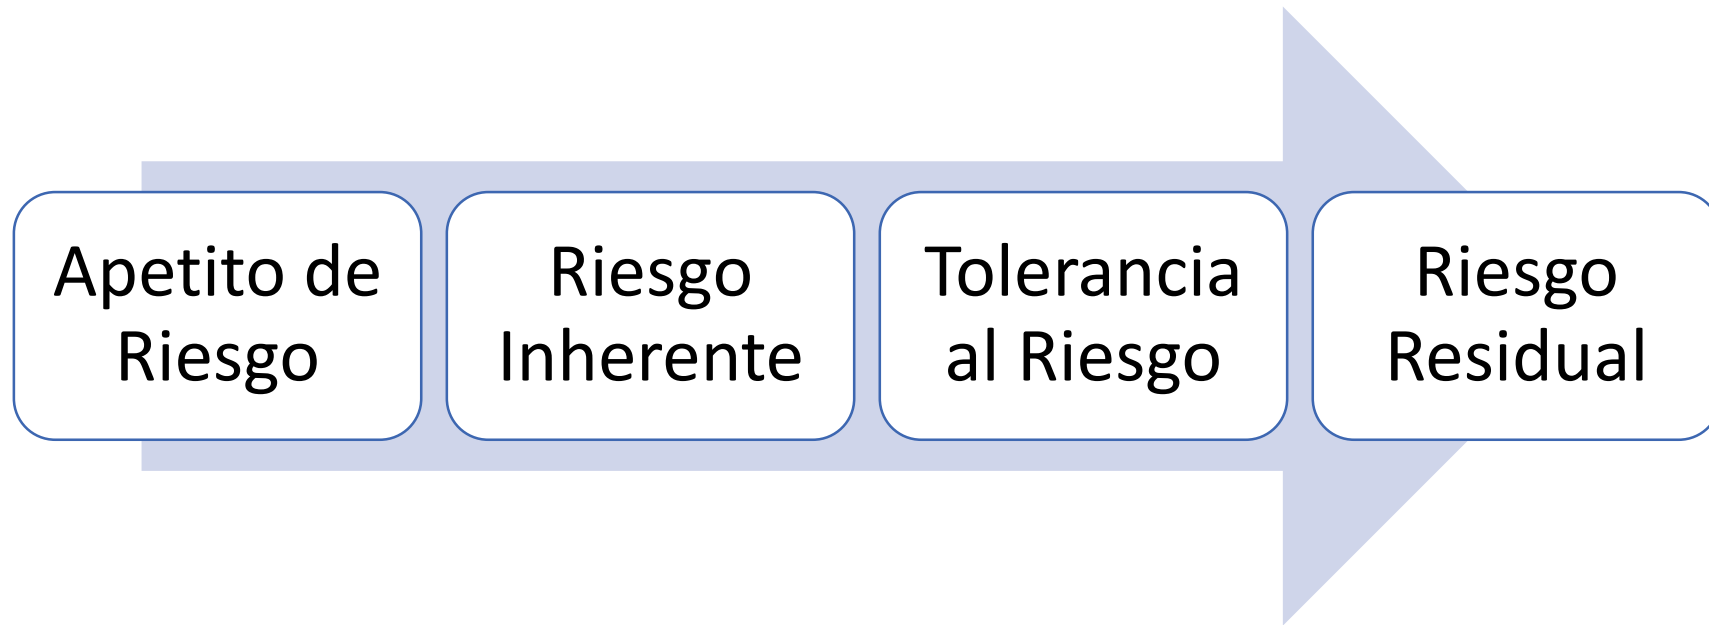 Apetito de
Riesgo
Riesgo
Inherente
Tolerancia
al Riesgo
Riesgo
Residual